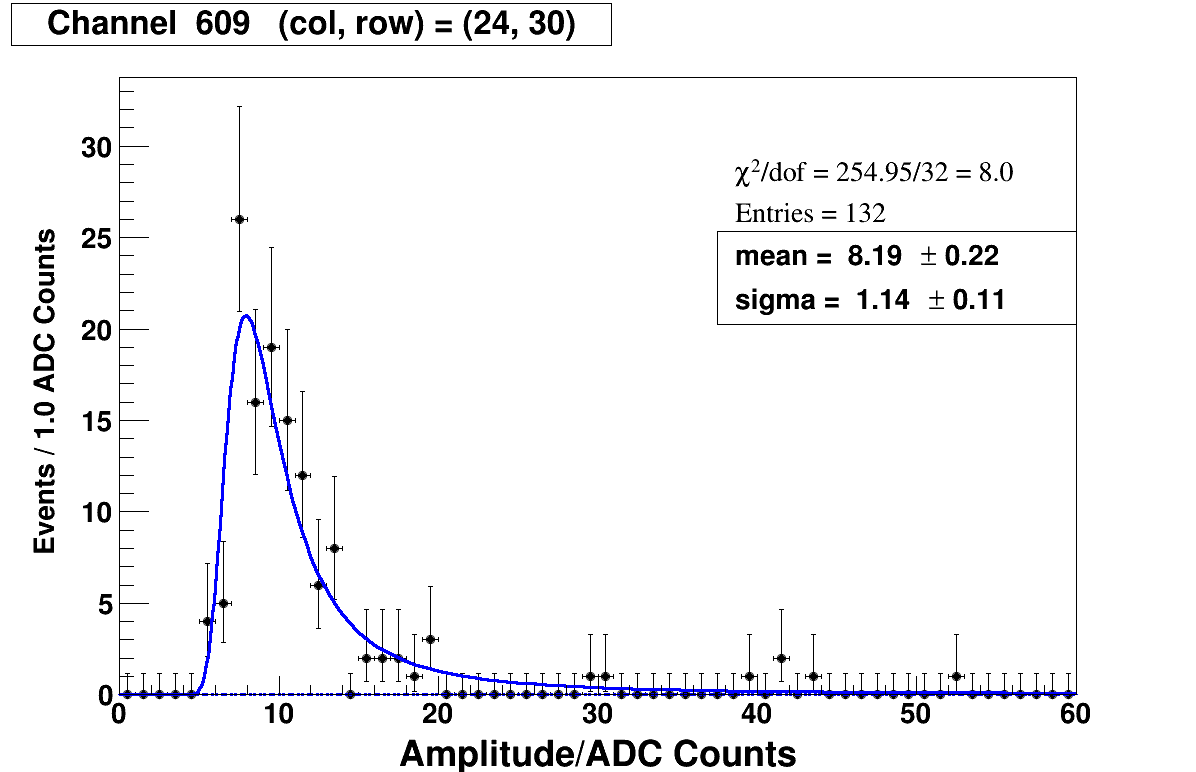 Channel 609 (col, row) = (24, 30)
χ²/dof = 254.95/32 = 8.0
Entries = 132
mean = 8.19 ± 0.22
sigma = 1.14 ± 0.11
Events / 1.0 ADC Counts
30
25
20
15
10
5
0
0 10 20 30 40 50 60
Amplitude/ADC Counts